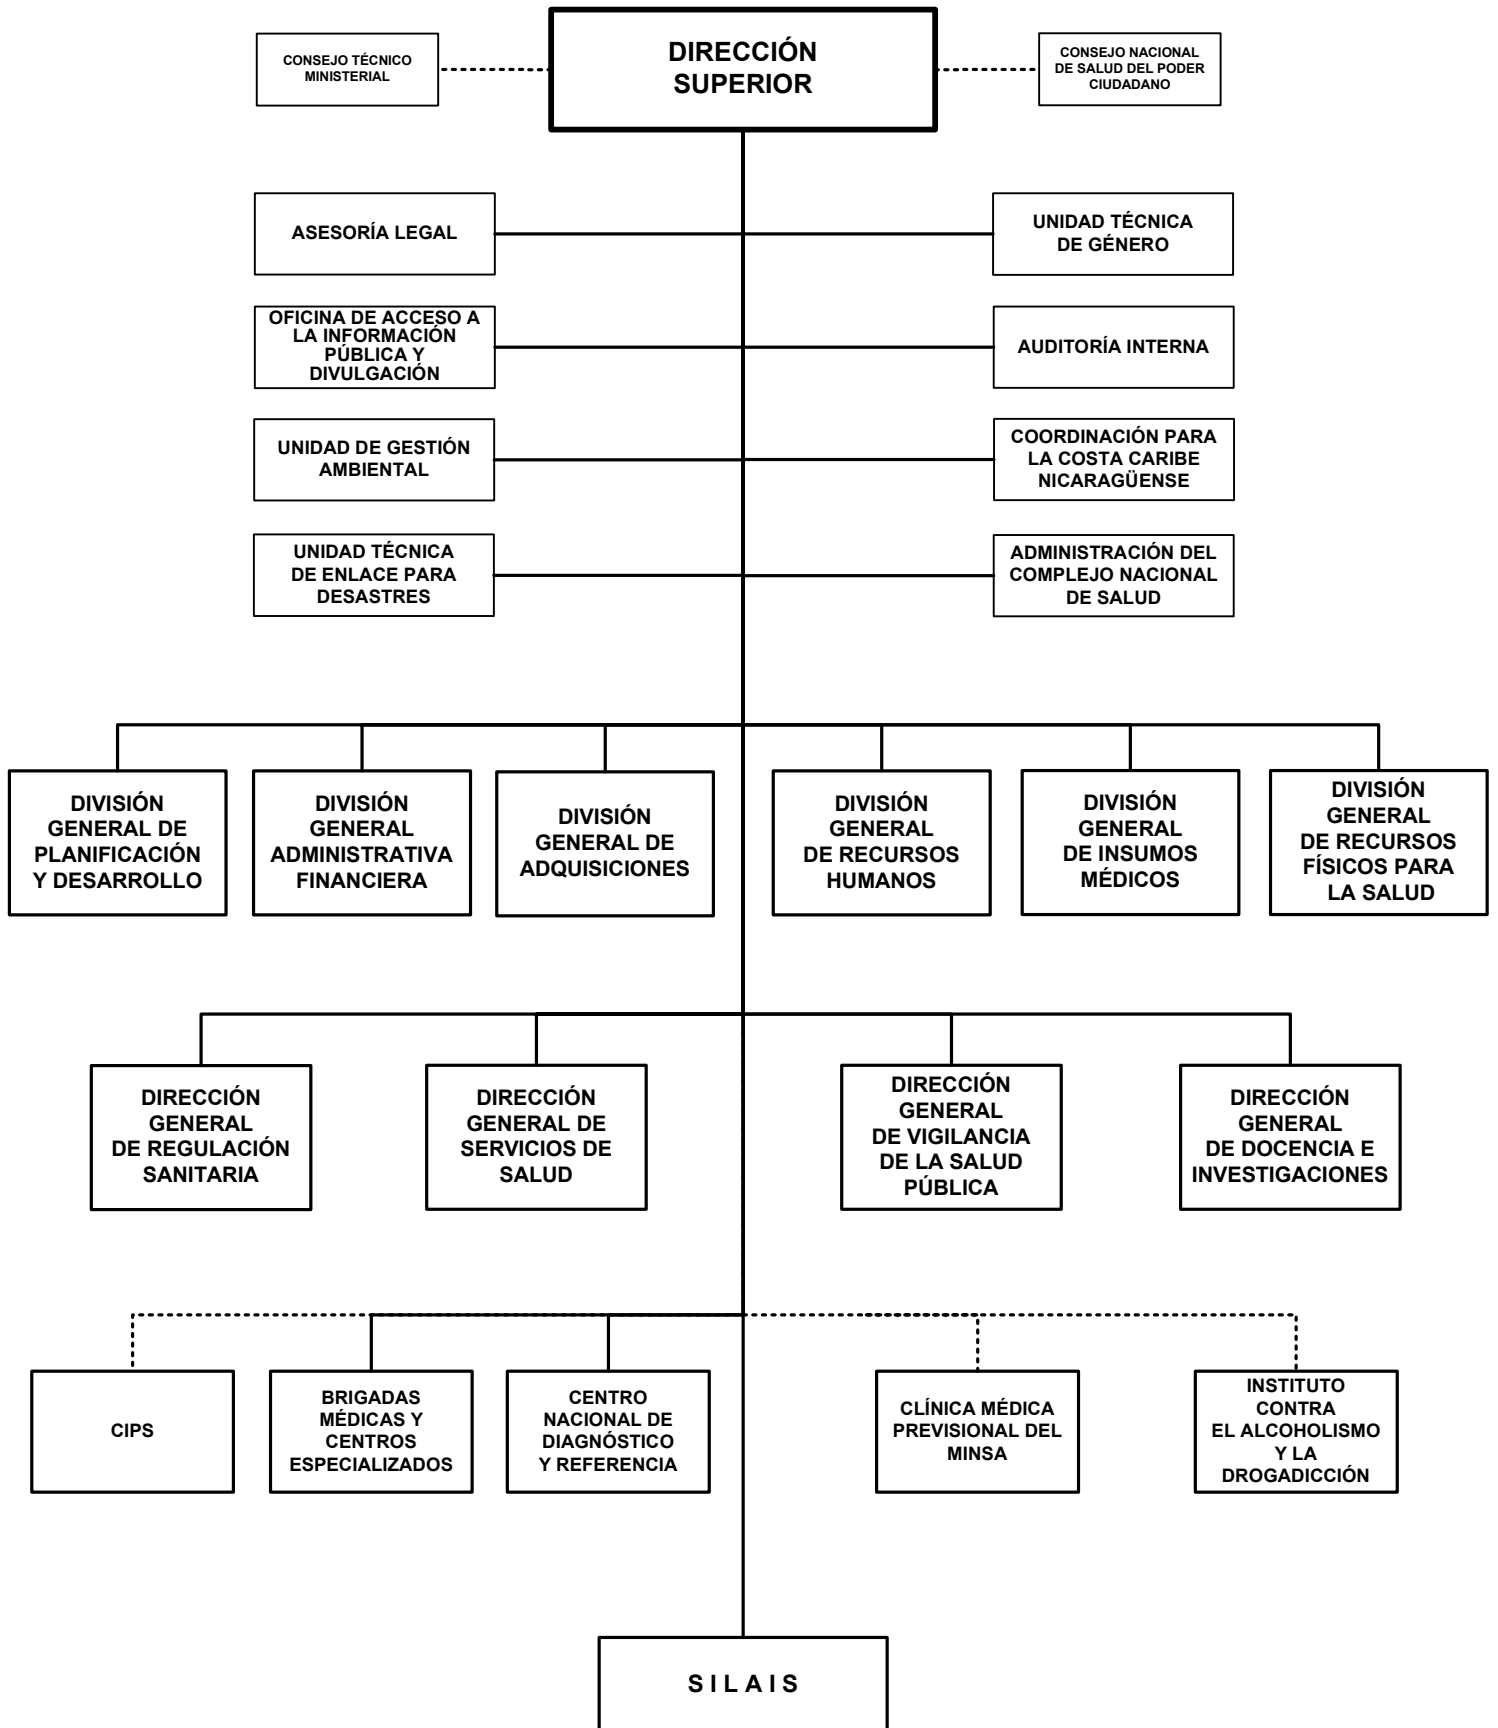 CONSEJO TÉCNICO
MINISTERIAL
DIRECCIÓN
SUPERIOR
CONSEJO NACIONAL
DE SALUD DEL PODER
CIUDADANO
ASESORÍA LEGAL
UNIDAD TÉCNICA
DE GÉNERO
OFICINA DE ACCESO A
LA INFORMACIÓN
PÚBLICA Y
DIVULGACIÓN
AUDITORÍA INTERNA
UNIDAD DE GESTIÓN
AMBIENTAL
COORDINACIÓN PARA
LA COSTA CARIBE
NICARAGÜENSE
UNIDAD TÉCNICA
DE ENLACE PARA
DESASTRES
ADMINISTRACIÓN DEL
COMPLEJO NACIONAL
DE SALUD
DIVISIÓN
GENERAL DE
PLANIFICACIÓN
Y DESARROLLO
DIVISIÓN
GENERAL
ADMINISTRATIVA
FINANCIERA
DIVISIÓN
GENERAL DE
ADQUISICIONES
DIVISIÓN
GENERAL
DE RECURSOS
HUMANOS
DIVISIÓN
GENERAL
DE INSUMOS
MÉDICOS
DIVISIÓN
GENERAL
DE RECURSOS
FÍSICOS PARA
LA SALUD
DIRECCIÓN
GENERAL
DE REGULACIÓN
SANITARIA
DIRECCIÓN
GENERAL DE
SERVICIOS DE
SALUD
DIRECCIÓN
GENERAL
DE VIGILANCIA
DE LA SALUD
PÚBLICA
DIRECCIÓN
GENERAL
DE DOCENCIA E
INVESTIGACIONES
CIPS
BRIGADAS
MÉDICAS Y
CENTROS
ESPECIALIZADOS
CENTRO
NACIONAL DE
DIAGNÓSTICO
Y REFERENCIA
CLÍNICA MÉDICA
PREVISIONAL DEL
MINSA
INSTITUTO
CONTRA
EL ALCOHOLISMO
Y LA
DROGADICCIÓN
S I L A I S